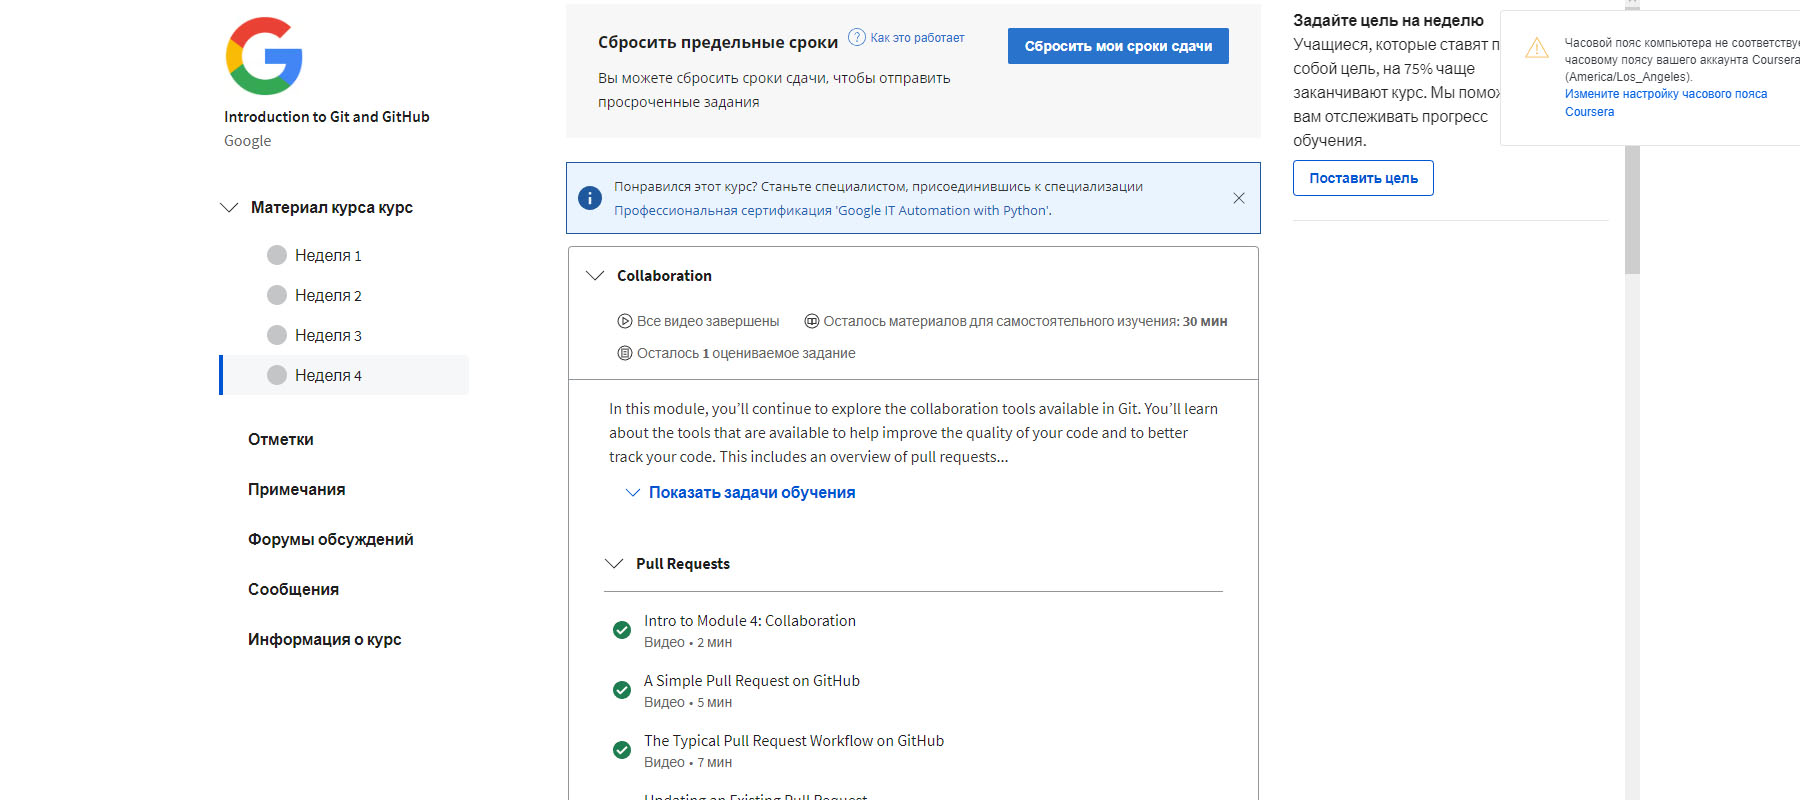 Introduction to Git and GitHub
Google
Материал курса курс
Неделя 1
Неделя 2
Неделя 3
Неделя 4
Отметки
Примечания
Форумы обсуждений
Сообщения
Информация о курс
Сбросить предельные сроки
? Как это работает
Вы можете сбросить сроки сдачи, чтобы отправить
просроченные задания
Сбросить мои сроки сдачи
Понравился этот курс? Станьте специалистом, присоединившись к специализации
Профессиональная сертификация 'Google IT Automation with Python'.
Collaboration
Все видео завершены
Осталось материалов для самостоятельного изучения: 30 мин
Осталось 1 оцениваемое задание
In this module, you’ll continue to explore the collaboration tools available in Git. You’ll learn
about the tools that are available to help improve the quality of your code and to better
track your code. This includes an overview of pull requests...
Показать задачи обучения
Pull Requests
Intro to Module 4: Collaboration
Видео • 2 мин
A Simple Pull Request on GitHub
Видео • 5 мин
The Typical Pull Request Workflow on GitHub
Видео • 7 мин
Updating an Existing Pull Request
Задайте цель на неделю
Учащиеся, которые ставят п
собой цель, на 75% чаще
заканчивают курс. Мы помож
вам отслеживать прогресс
обучения.
Поставить цель
Часовой пояс компьютера не соответствуе
часовому поясу вашего аккаунта Coursera
(America/Los_Angeles).
Измените настройку часового пояса
Coursera